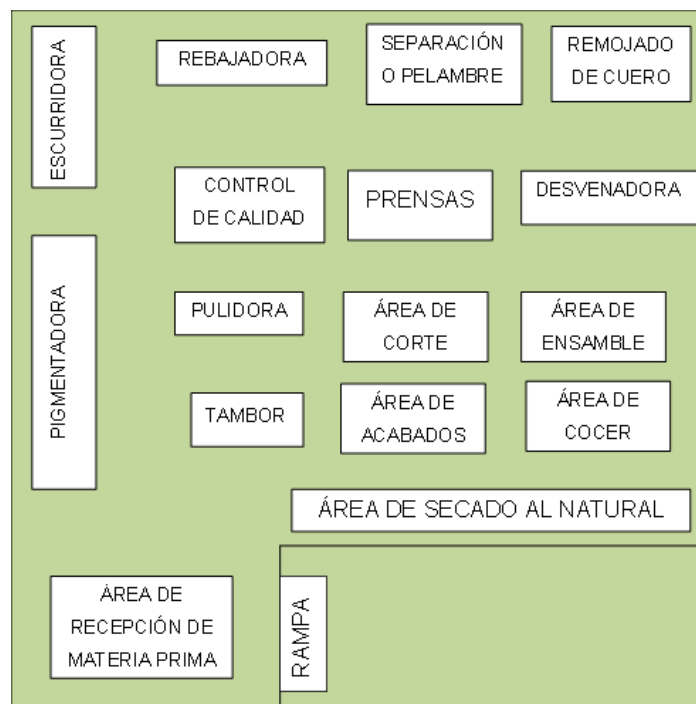 ESCURRIDORA
REBAJADORA
SEPARACIÓN
O PELAMBRE
REMOJADO
DE CUERO
CONTROL
DE CALIDAD
PRENSAS
DESVENADORA
PIGMENTADORA
PULIDORA
ÁREA DE
CORTE
ÁREA DE
ENSAMBLE
TAMBOR
ÁREA DE
ACABADOS
ÁREA DE
COCER
ÁREA DE SECADO AL NATURAL
ÁREA DE
RECEPCIÓN DE
MATERIA PRIMA
RAMPA